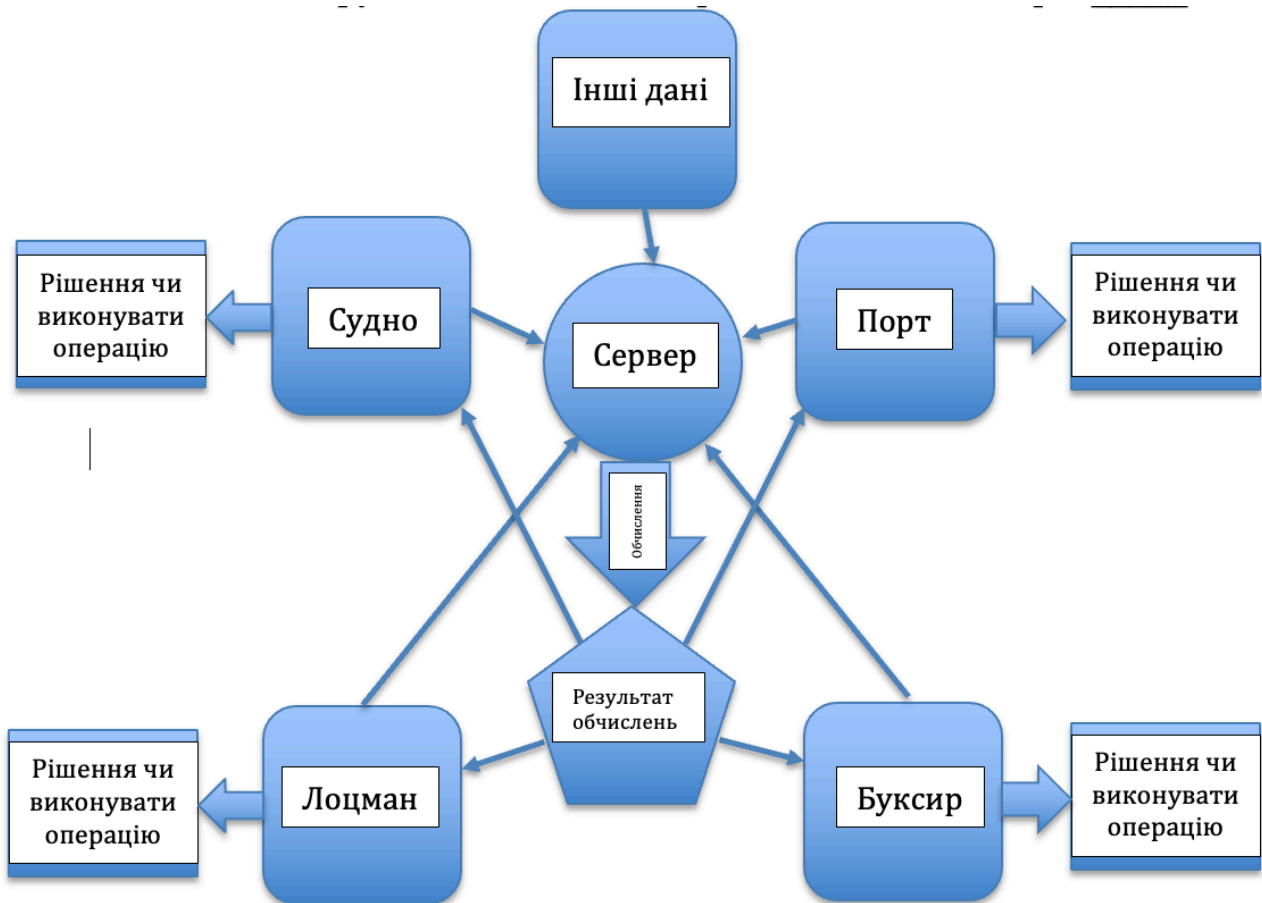 Інші дані
Рішення чи
виконувати
операцію
Судно
Сервер
Порт
Рішення чи
виконувати
операцію
Обчислення
Результат
обчислень
Рішення чи
виконувати
операцію
Лоцман
Буксир
Рішення чи
виконувати
операцію